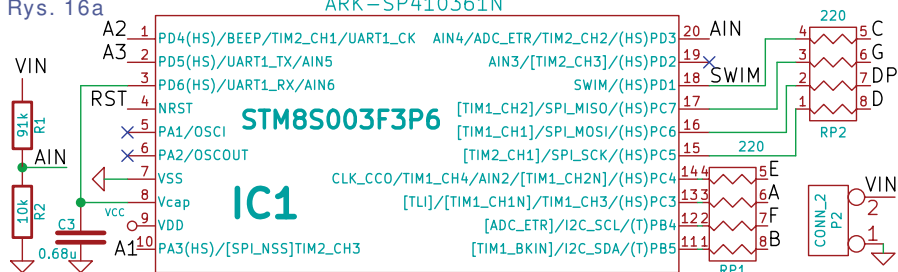 Rys. 16a
ARK-SP410361N
220
A2 1 PD4(HS)/BEEP/TIM2_CH1/UART1_CK AIN4/ADC_ETR/TIM2_CH2/(HS)PD3 20 AIN 4 5 C
A3 2 PD5(HS)/UART1_TX/AIN5 AIN3/[TIM2_CH3]/(HS)PD2 19 3 6 G
VIN 3 PD6(HS)/UART1_RX/AIN6 SWIM/(HS)PD1 18 SWIM 2 7 DP
RST 4 NRST [TIM1_CH2]/SPI_MISO/(HS)PC7 17 1 8 D
91k R1 5 PA1/OSCI STM8S003F3P6 [TIM1_CH1]/SPI_MOSI/(HS)PC6 16 RP2
AIN 6 PA2/OSCOUT [TIM2_CH1]/SPI_SCK/(HS)PC5 15 220
7 VSS CLK_CCO/TIM1_CH4/AIN2/[TIM1_CH2N]/(HS)PC4 14 4 5 E
10k R2 8 Vcap IC1 [TLI]/[TIM1_CH1N]/TIM1_CH3/(HS)PC3 13 3 6 A CONN_2 P2 VIN 2
C3 VCC 9 VDD [ADC_ETR]/I2C_SCL/(T)PB4 12 2 7 F
0.68u A1 10 PA3(HS)/[SPI_NSS]TIM2_CH3 [TIM1_BKIN]/I2C_SDA/(T)PB5 11 1 8 B 1
RP1